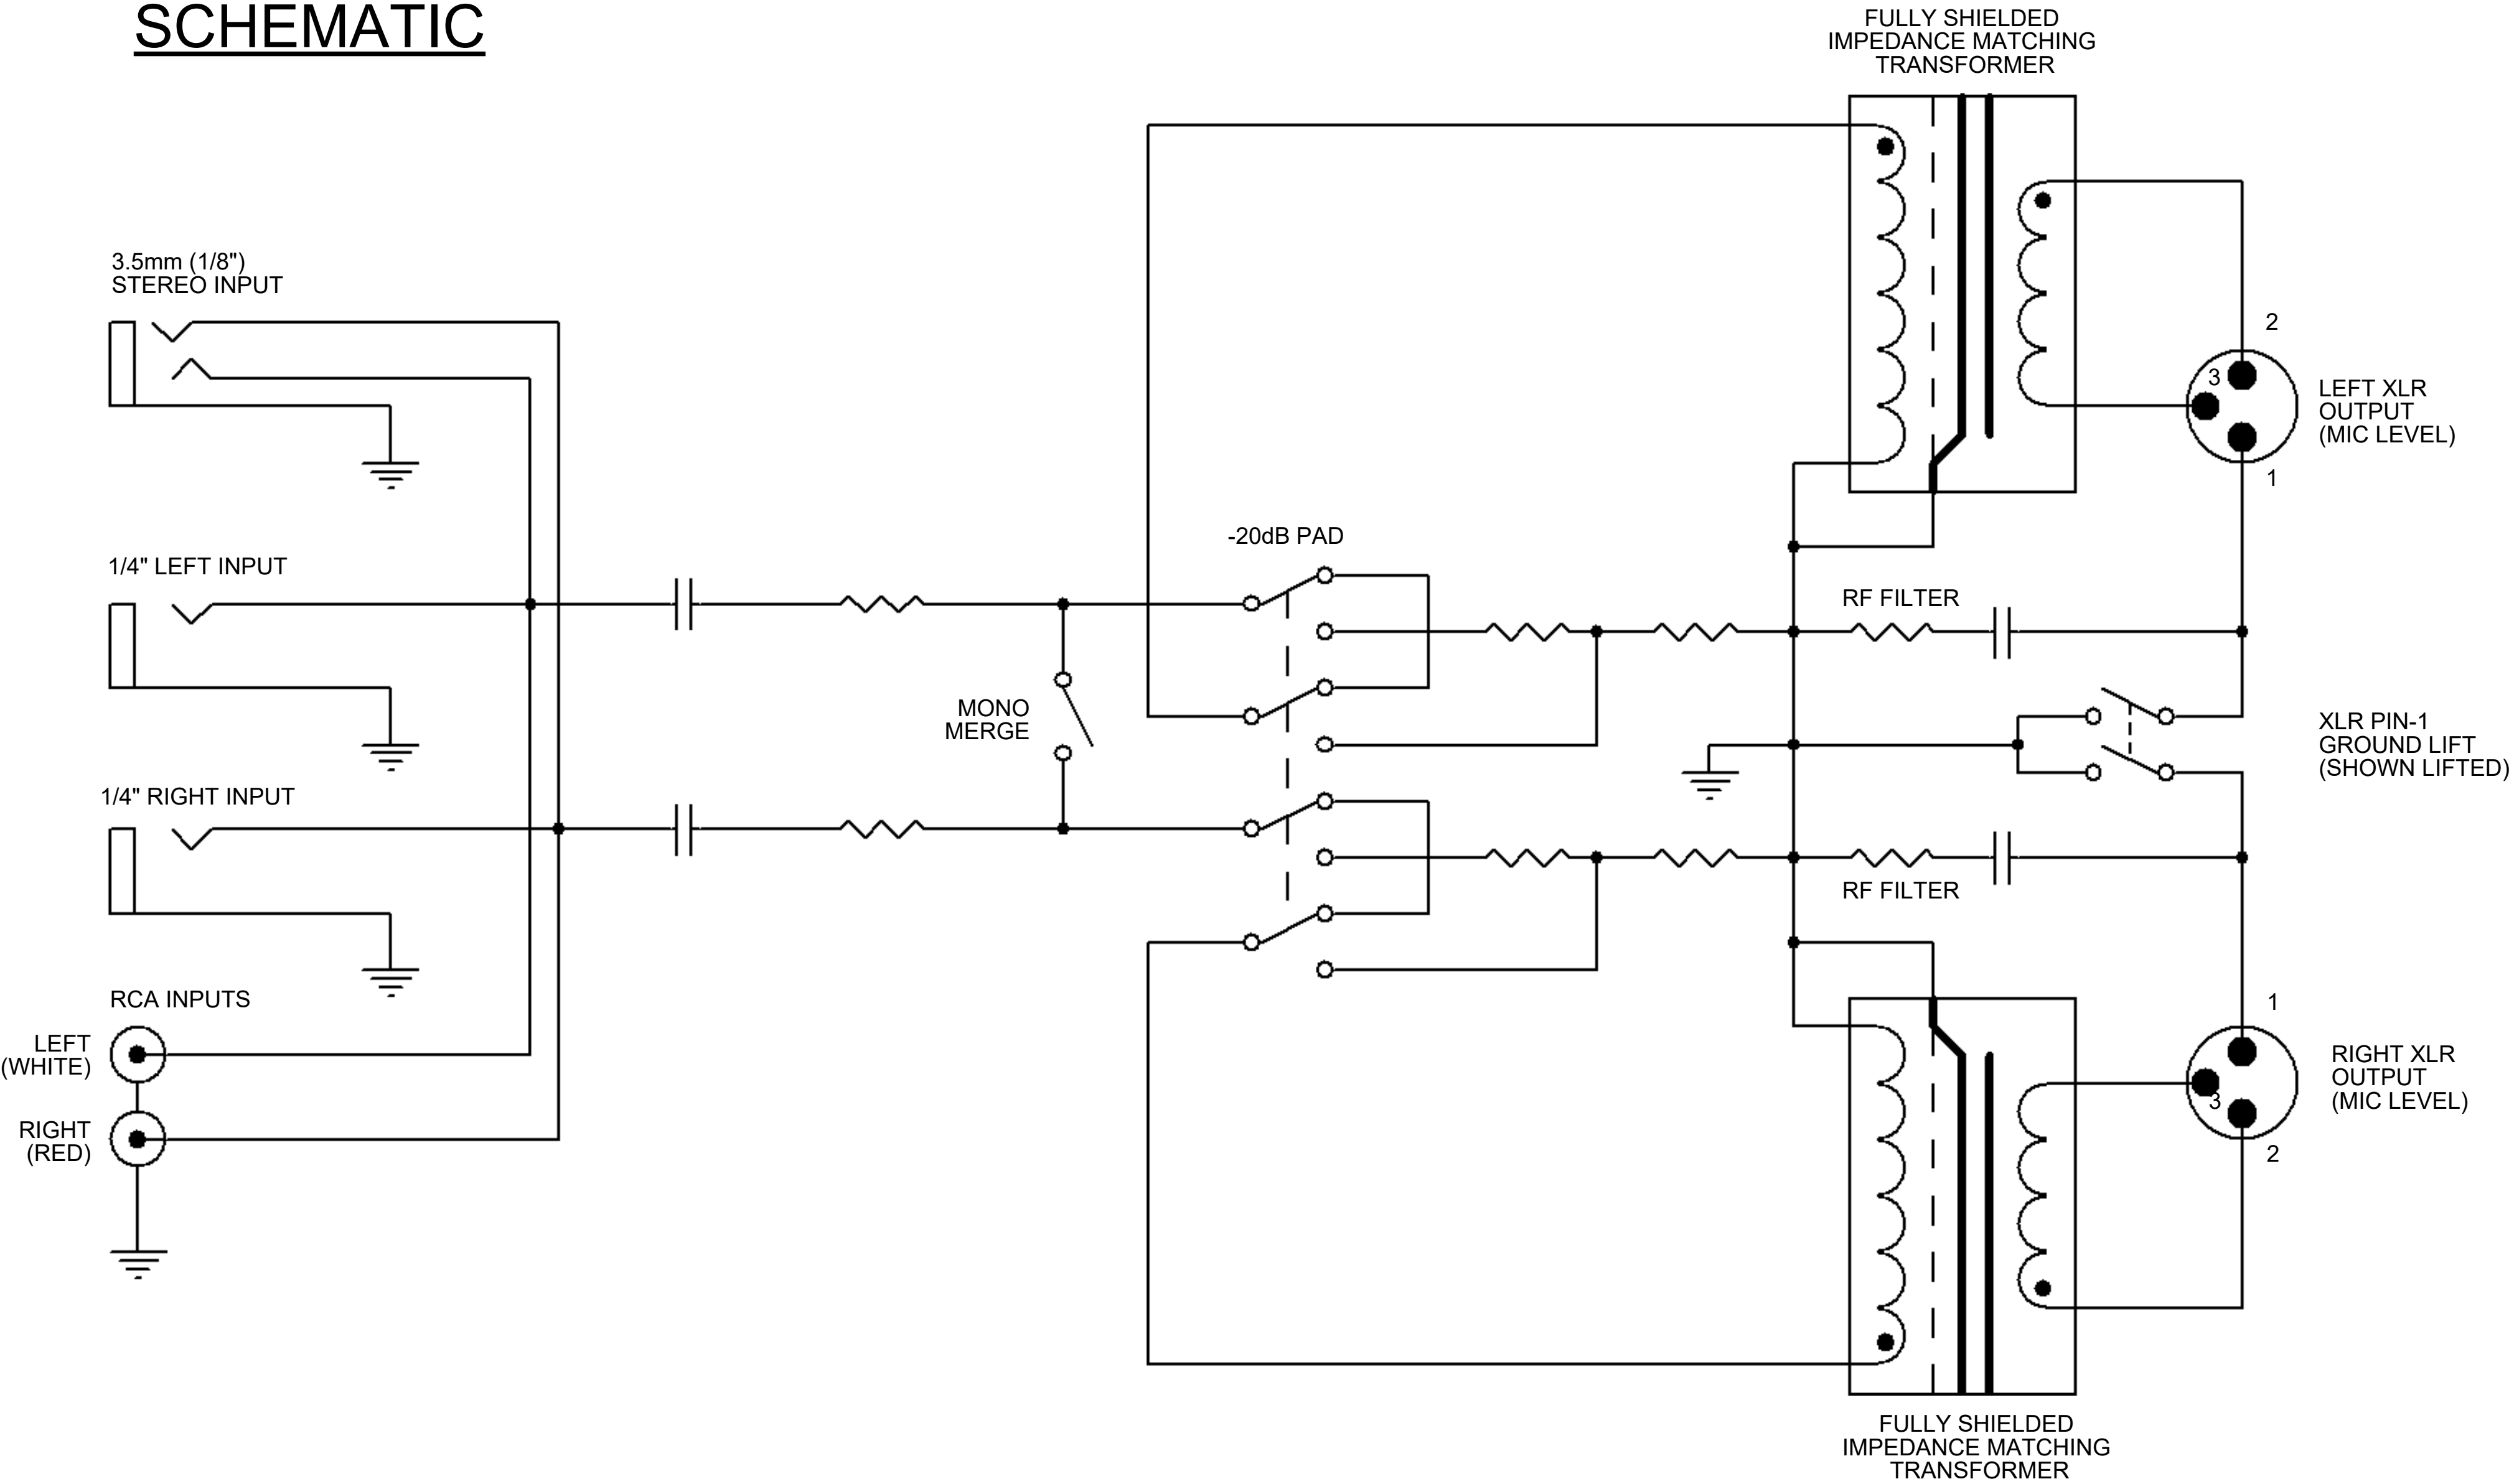 SCHEMATIC
FULLY SHIELDED
IMPEDANCE MATCHING
TRANSFORMER
3.5mm (1/8")
STEREO INPUT
2
3
LEFT XLR
OUTPUT
(MIC LEVEL)
1
-20dB PAD
1/4" LEFT INPUT
RF FILTER
MONO
MERGE
XLR PIN-1
GROUND LIFT
(SHOWN LIFTED)
1/4" RIGHT INPUT
RF FILTER
RCA INPUTS
LEFT
(WHITE)
RIGHT
(RED)
1
RIGHT XLR
OUTPUT
(MIC LEVEL)
3
2
FULLY SHIELDED
IMPEDANCE MATCHING
TRANSFORMER